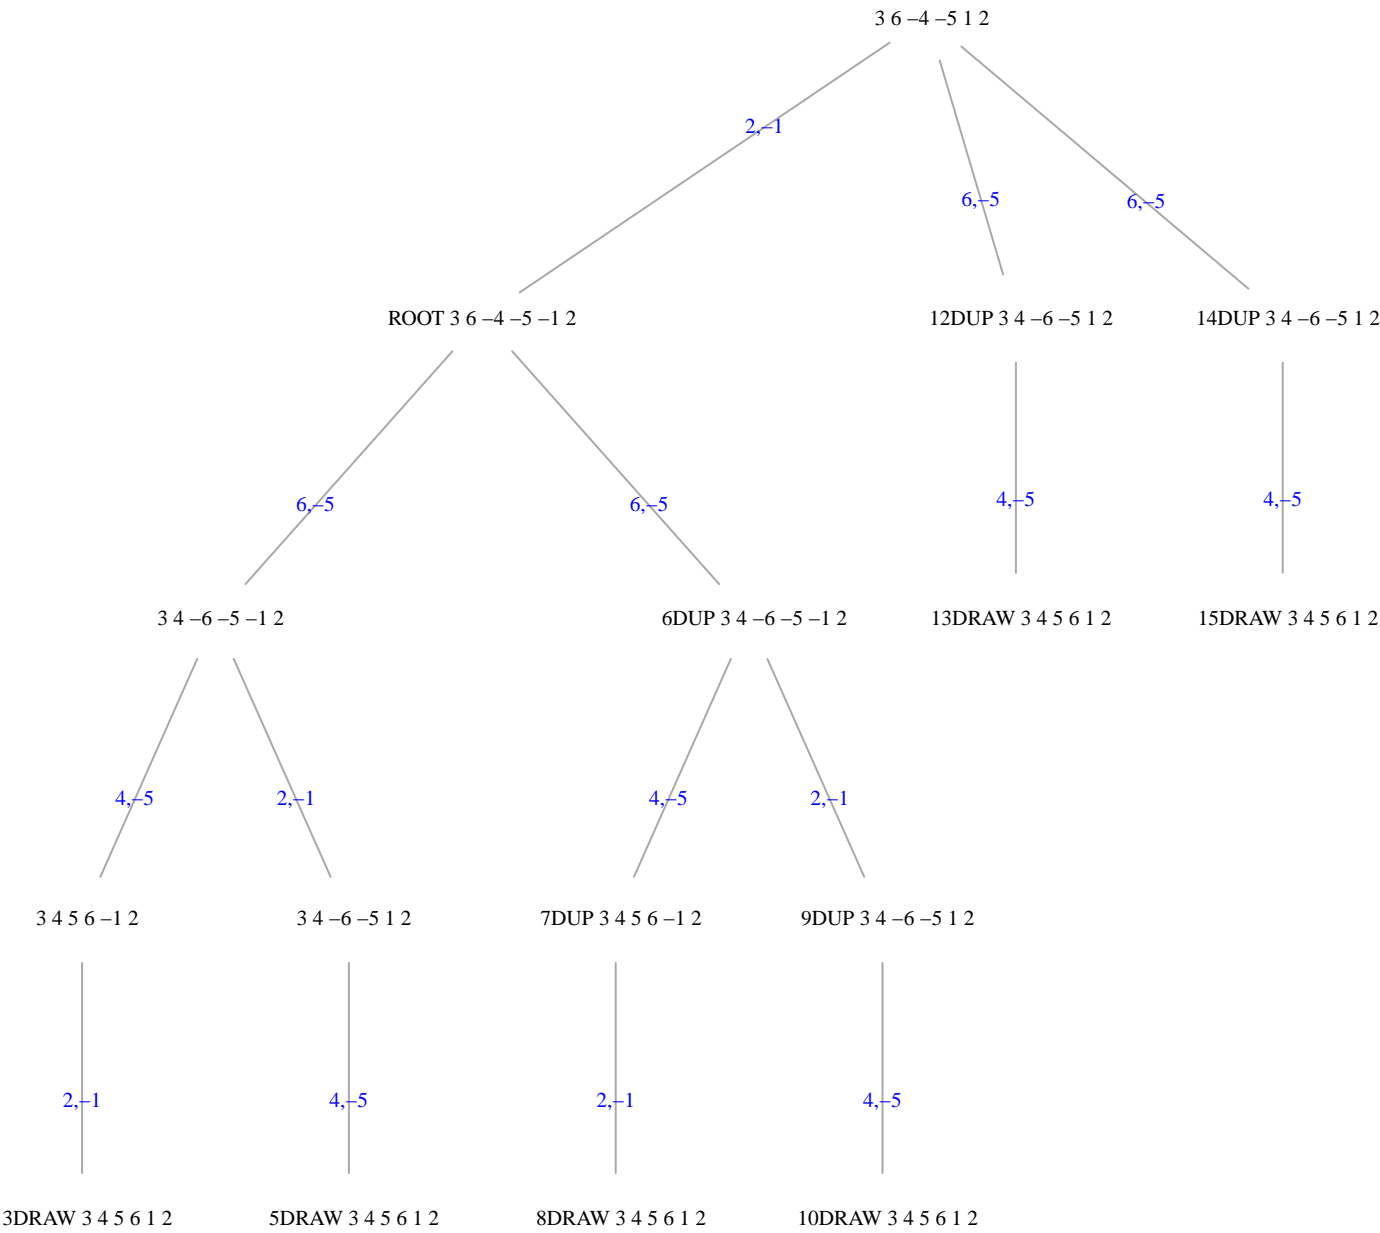 3 6 –4 –5 1 2
2,–1
6,–5
6,–5
ROOT 3 6 –4 –5 –1 2
12DUP 3 4 –6 –5 1 2
14DUP 3 4 –6 –5 1 2
6,–5
6,–5
4,–5
4,–5
3 4 –6 –5 –1 2
6DUP 3 4 –6 –5 –1 2
13DRAW 3 4 5 6 1 2
15DRAW 3 4 5 6 1 2
4,–5
2,–1
4,–5
2,–1
3 4 5 6 –1 2
3 4 –6 –5 1 2
7DUP 3 4 5 6 –1 2
9DUP 3 4 –6 –5 1 2
2,–1
4,–5
2,–1
4,–5
3DRAW 3 4 5 6 1 2
5DRAW 3 4 5 6 1 2
8DRAW 3 4 5 6 1 2
10DRAW 3 4 5 6 1 2